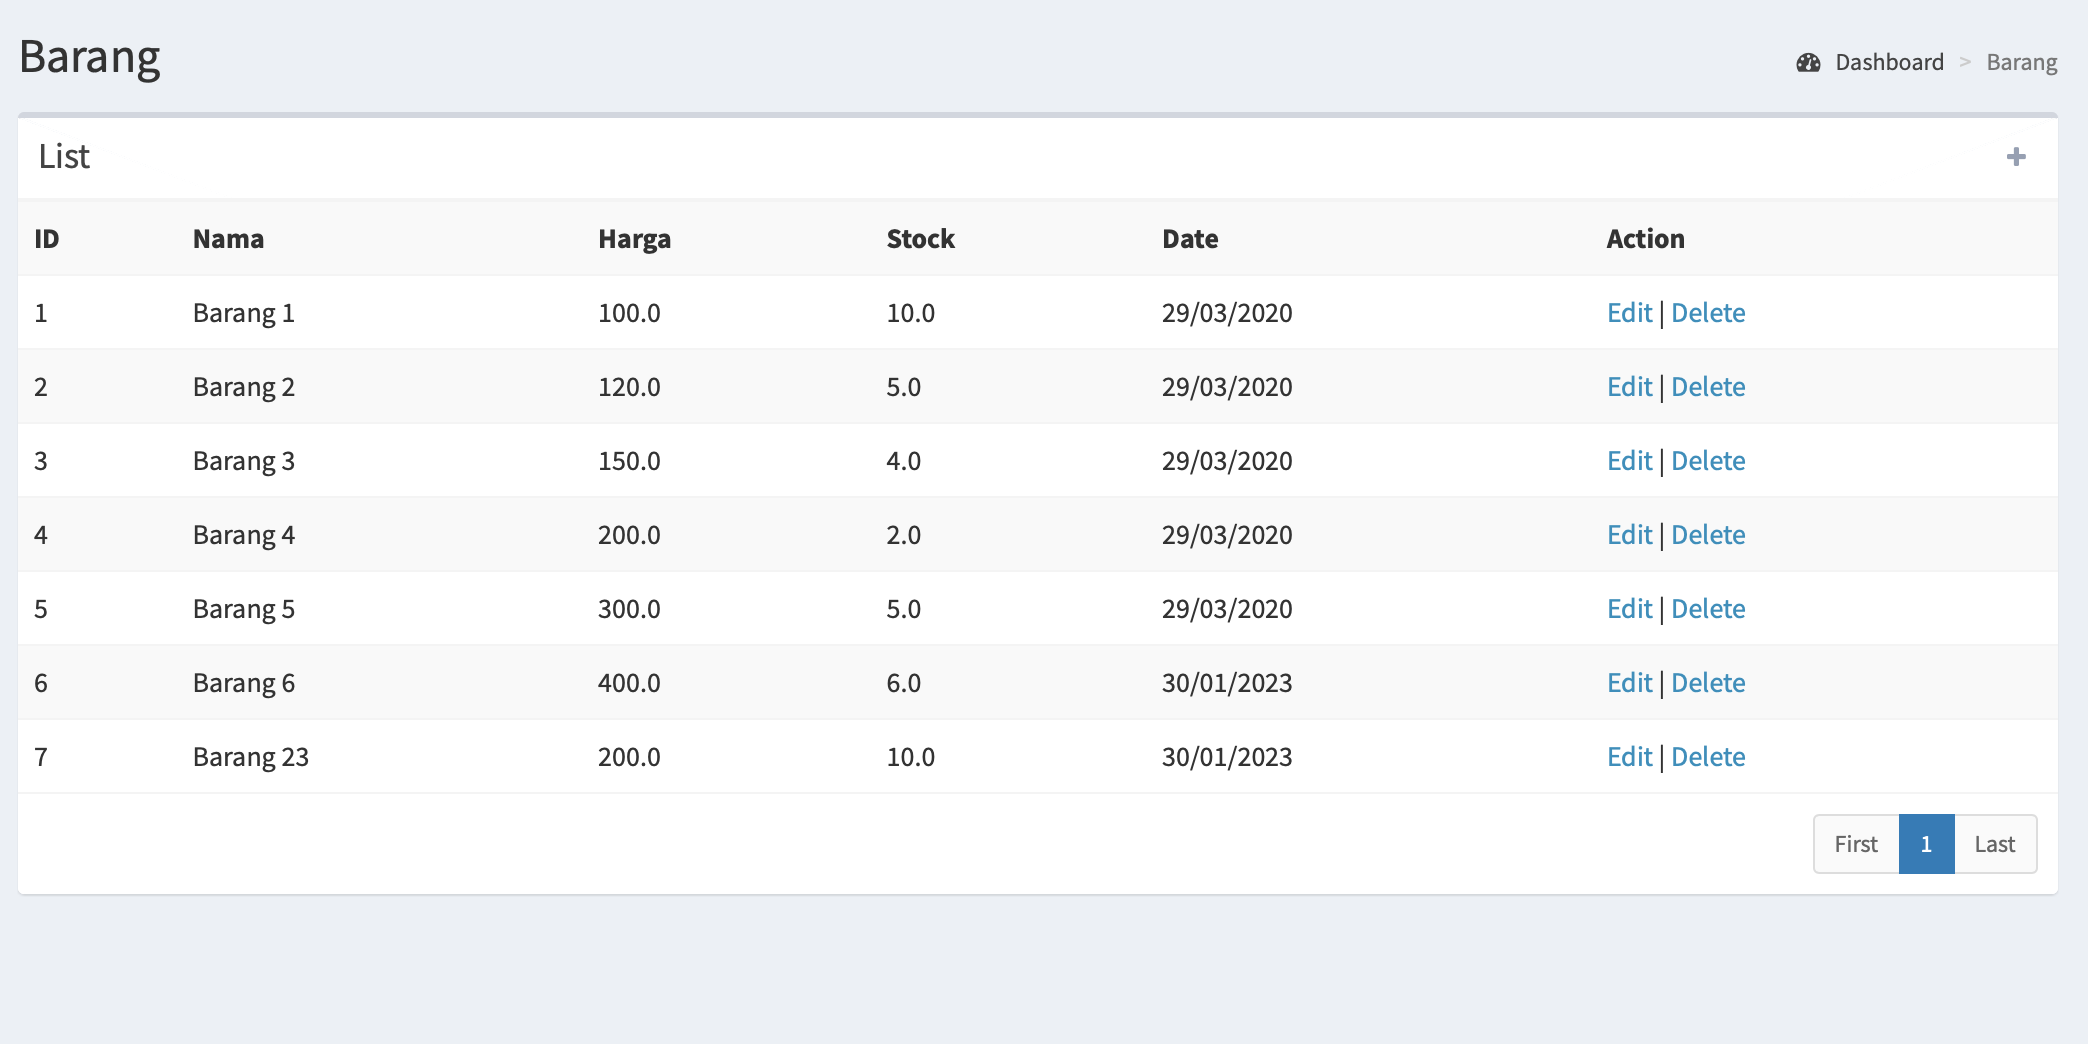 Barang
Dashboard > Barang
List +
ID Nama Harga Stock Date Action
1 Barang 1 100.0 10.0 29/03/2020 Edit | Delete
2 Barang 2 120.0 5.0 29/03/2020 Edit | Delete
3 Barang 3 150.0 4.0 29/03/2020 Edit | Delete
4 Barang 4 200.0 2.0 29/03/2020 Edit | Delete
5 Barang 5 300.0 5.0 29/03/2020 Edit | Delete
6 Barang 6 400.0 6.0 30/01/2023 Edit | Delete
7 Barang 23 200.0 10.0 30/01/2023 Edit | Delete
First 1 Last